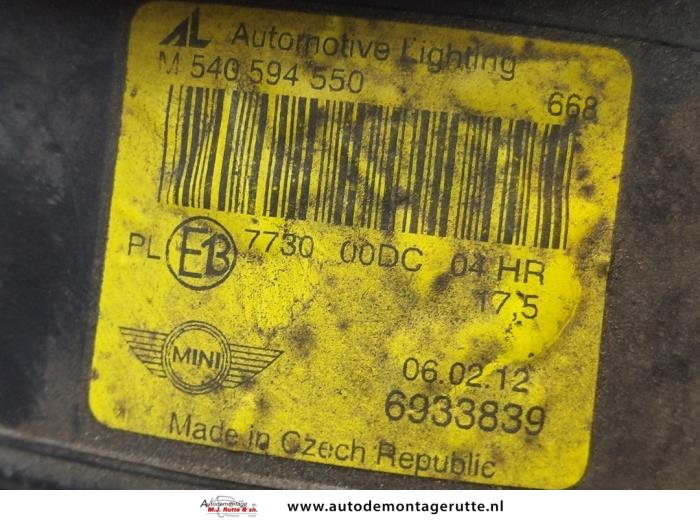 AL Automotive Lighting
M 540 594 550
668
PL E13 7730 00DC 04 HR
17,5
MINI
06.02.12
6933839
Made in Czech Republic
Autodemontage
M.J. Rutte & zn.
www.autodemontagerutte.nl